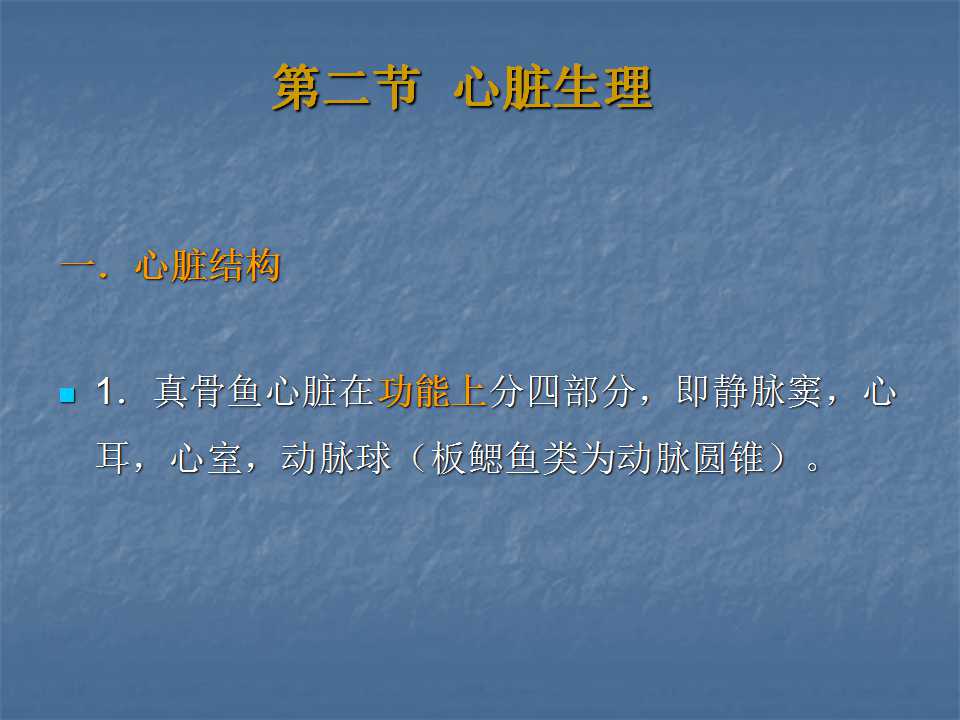 第二节 心脏生理
一．心脏结构
1．真骨鱼心脏在功能上分四部分，即静脉窦，心
耳，心室，动脉球（板鳃鱼类为动脉圆锥）。